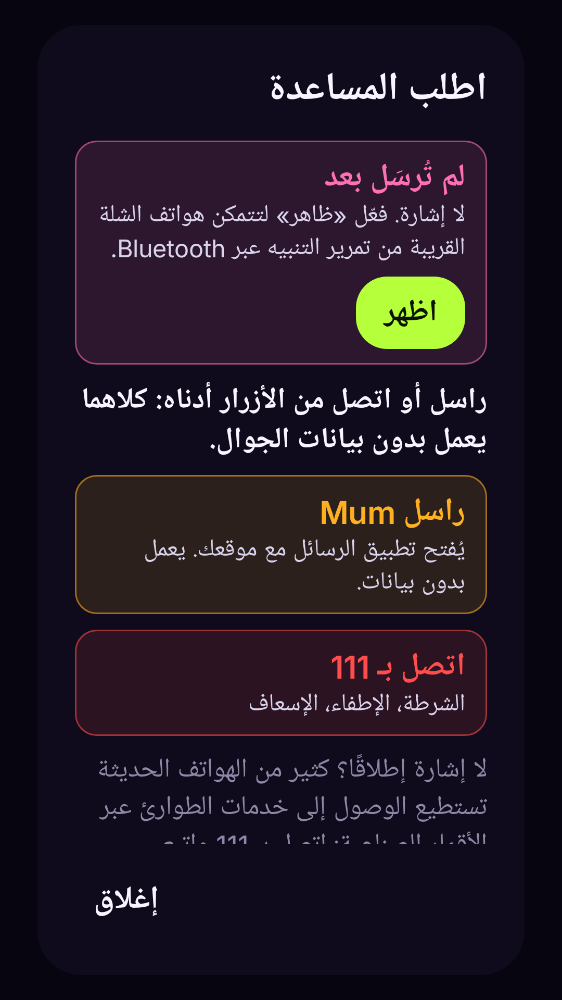 اطلب المساعدة
لم تُرسَل بعد
لا إشارة. فعّل «ظاهر» لتتمكن هواتف الشلة
القريبة من تمرير التنبيه عبر Bluetooth.
اظهر
راسل أو اتصل من الأزرار أدناه: كلاهما
يعمل بدون بيانات الجوال.
راسل Mum
يُفتح تطبيق الرسائل مع موقعك. يعمل
بدون بيانات.
اتصل بـ 111
الشرطة، الإطفاء، الإسعاف
لا إشارة إطلاقًا؟ كثير من الهواتف الحديثة
تستطيع الوصول إلى خدمات الطوارئ عبر
إغلاق